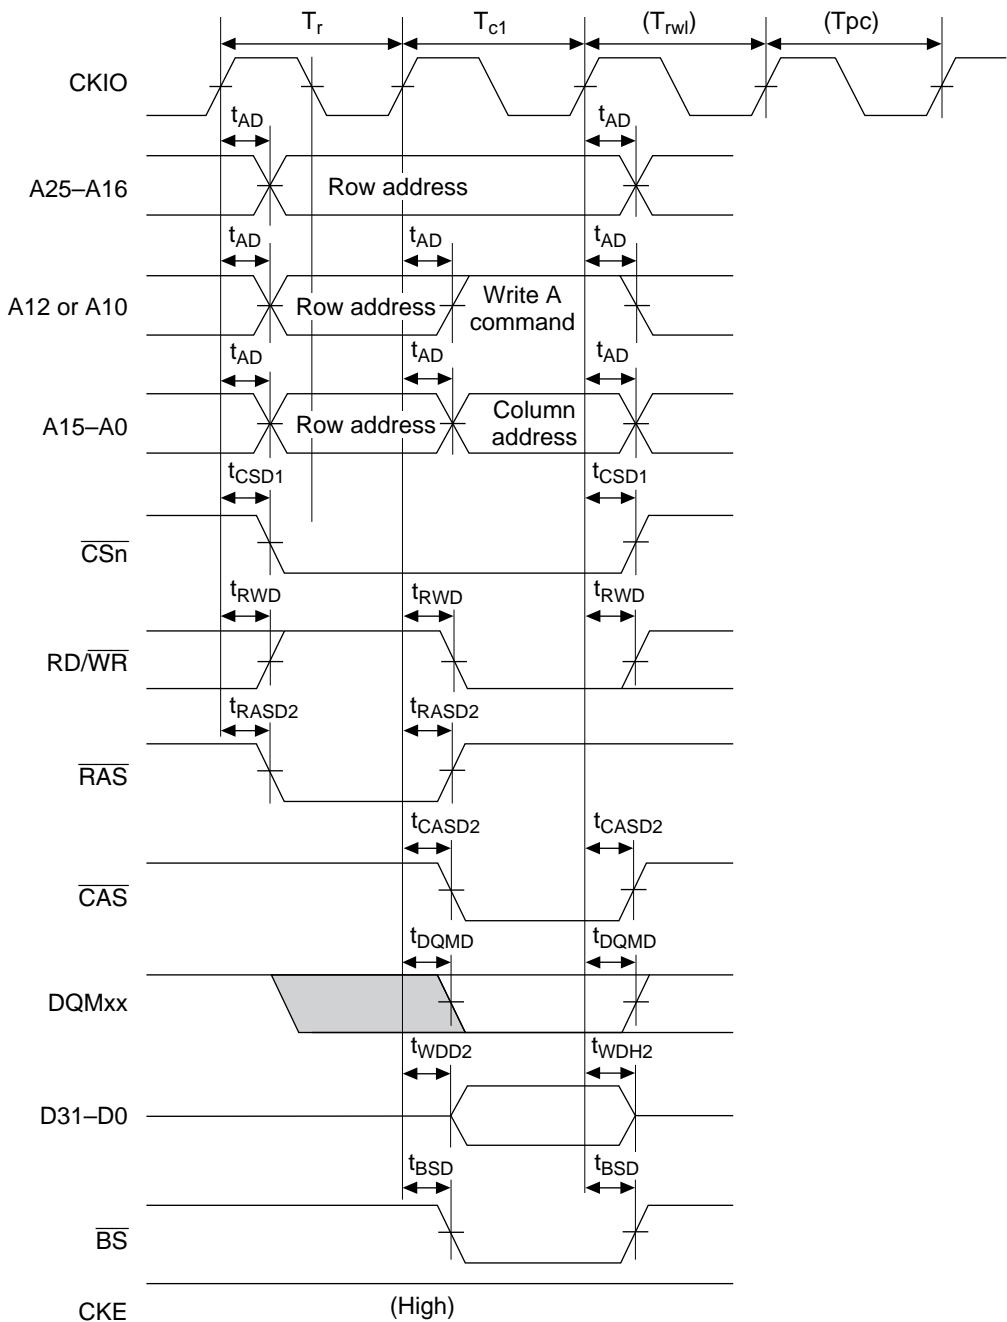 Tr Tc1 (Trwl) (Tpc)
CKIO
tAD tAD
A25–A16 Row address
tAD tAD tAD
A12 or A10 Row address Write A command
tAD tAD tAD
A15–A0 Row address Column address
tCSD1 tCSD1
CSn
tRWD tRWD tRWD
RD/WR
tRASD2 tRASD2
RAS
tCASD2 tCASD2
CAS
tDQMD tDQMD
DQMxx
tWDD2 tWDH2
D31–D0
tBSD tBSD
BS
CKE (High)